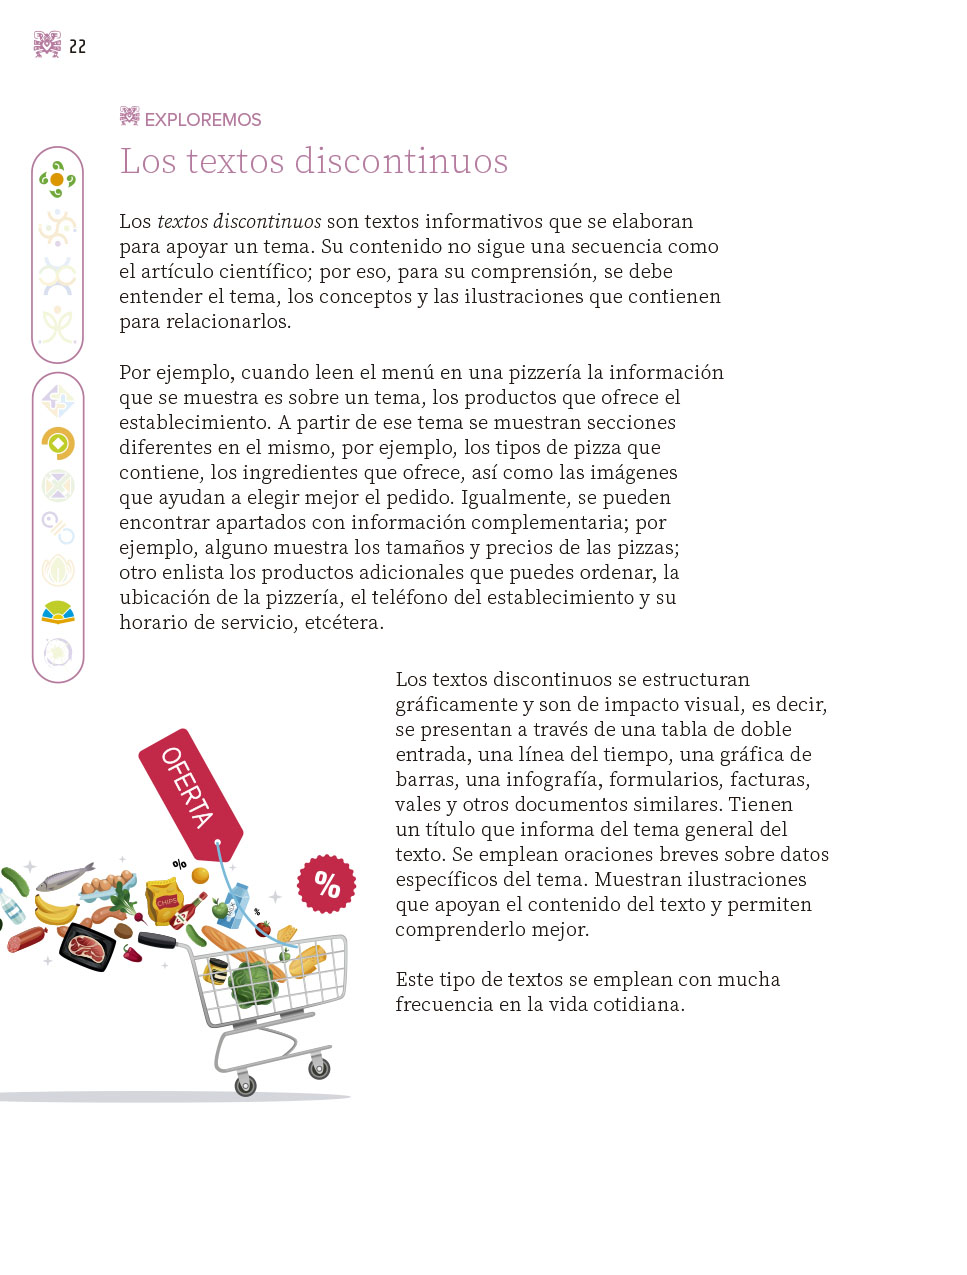 22
EXPLOREMOS
Los textos discontinuos
Los textos discontinuos son textos informativos que se elaboran
para apoyar un tema. Su contenido no sigue una secuencia como
el artículo científico; por eso, para su comprensión, se debe
entender el tema, los conceptos y las ilustraciones que contienen
para relacionarlos.
Por ejemplo, cuando leen el menú en una pizzería la información
que se muestra es sobre un tema, los productos que ofrece el
establecimiento. A partir de ese tema se muestran secciones
diferentes en el mismo, por ejemplo, los tipos de pizza que
contiene, los ingredientes que ofrece, así como las imágenes
que ayudan a elegir mejor el pedido. Igualmente, se pueden
encontrar apartados con información complementaria; por
ejemplo, alguno muestra los tamaños y precios de las pizzas;
otro enlista los productos adicionales que puedes ordenar, la
ubicación de la pizzería, el teléfono del establecimiento y su
horario de servicio, etcétera.
Los textos discontinuos se estructuran
gráficamente y son de impacto visual, es decir,
se presentan a través de una tabla de doble
entrada, una línea del tiempo, una gráfica de
barras, una infografía, formularios, facturas,
vales y otros documentos similares. Tienen
un título que informa del tema general del
texto. Se emplean oraciones breves sobre datos
específicos del tema. Muestran ilustraciones
que apoyan el contenido del texto y permiten
comprenderlo mejor.
Este tipo de textos se emplean con mucha
frecuencia en la vida cotidiana.
OFERTA
%
%
CHIPS
%